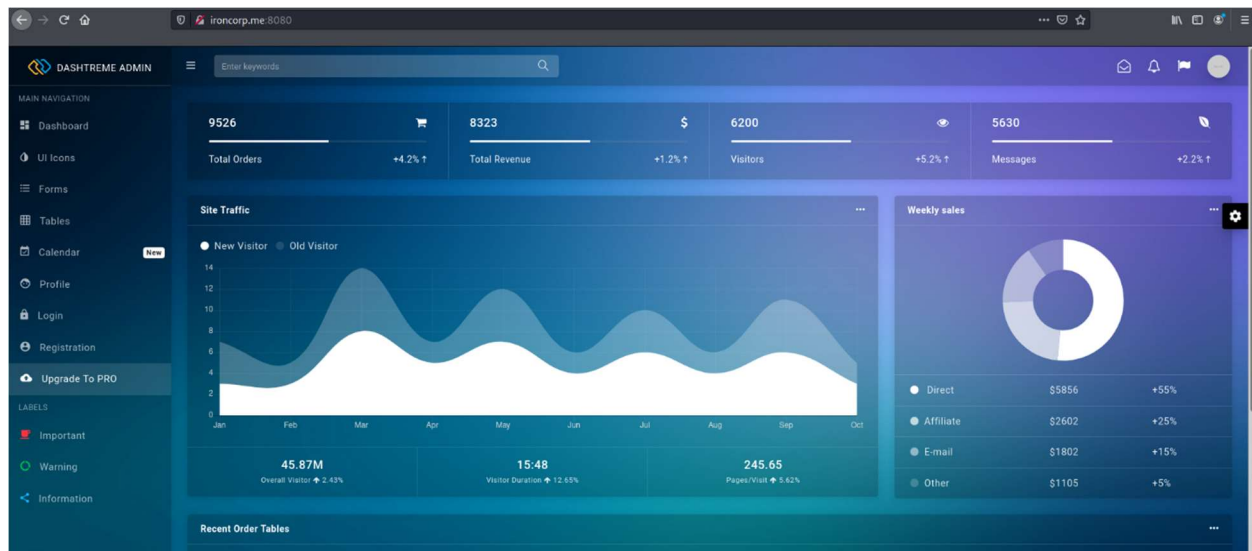 ironcorp.me:8080
DASHTREME ADMIN
Enter keywords
MAIN NAVIGATION
Dashboard
UI Icons
Forms
Tables
Calendar New
Profile
Login
Registration
Upgrade To PRO
LABELS
Important
Warning
Information
9526 $ 8323
Total Orders +4.2% ↑
Total Revenue +1.2% ↑
6200
Visitors +5.2% ↑
5630
Messages +2.2% ↑
Site Traffic
New Visitor Old Visitor
14
12
10
8
6
4
2
0
Jan Feb Mar Apr May Jun Jul Aug Sep Oct
45.87M
Overall Visitor ↑ 2.43%
15:48
Visitor Duration ↑ 12.65%
245.65
Pages/Visit ↑ 5.62%
Weekly sales
Direct $5856 +55%
Affiliate $2602 +25%
E-mail $1802 +15%
Other $1105 +5%
Recent Order Tables